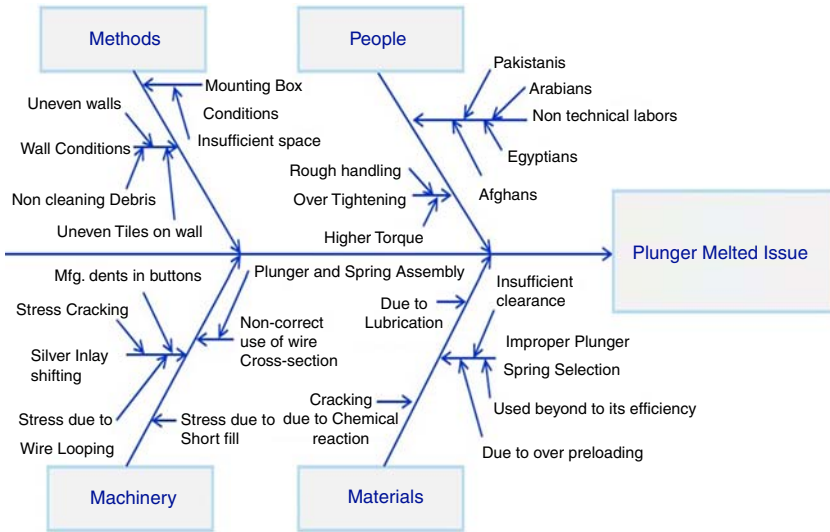 Methods
People
Mounting Box
Conditions
Insufficient space
Uneven walls
Wall Conditions
Non cleaning Debris
Uneven Tiles on wall
Pakistanis
Arabians
Non technical labors
Egyptians
Afghans
Rough handling
Over Tightening
Higher Torque
Plunger Melted Issue
Mfg. dents in buttons
Plunger and Spring Assembly
Stress Cracking
Non-correct
use of wire
Cross-section
Silver Inlay
shifting
Stress due to
Wire Looping
Stress due to
Short fill
Insufficient
clearance
Due to
Lubrication
Improper Plunger
Spring Selection
Cracking
due to Chemical
reaction
Used beyond to its efficiency
Due to over preloading
Machinery
Materials